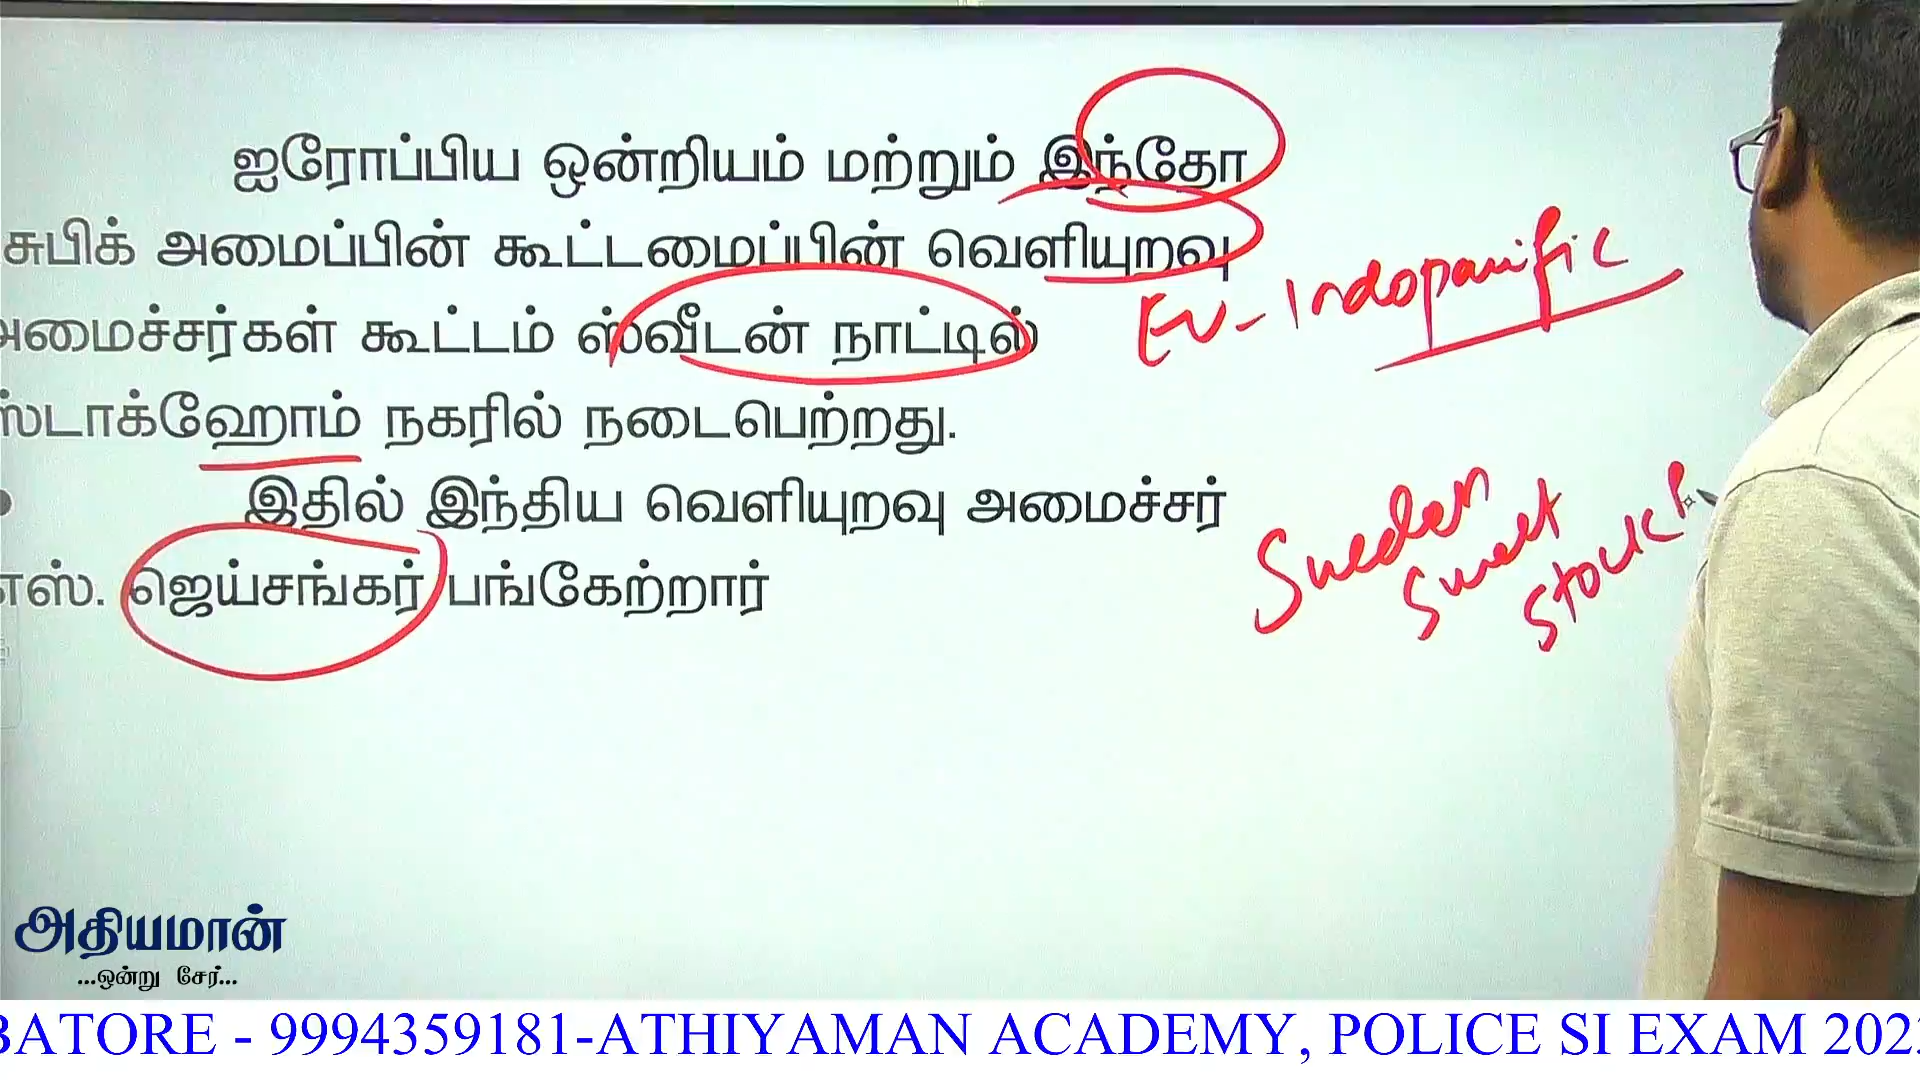 ஐரோப்பிய ஒன்றியம் மற்றும் இந்தோ
சுபிக் அமைப்பின் கூட்டமைப்பின் வெளியுறவு
அமைச்சர்கள் கூட்டம் ஸ்வீடன் நாட்டில்
ஸ்டாக்ஹோம் நகரில் நடைபெற்றது.
இதில் இந்திய வெளியுறவு அமைச்சர்
எஸ். ஜெய்சங்கர் பங்கேற்றார்
EU-Indopacific
Sweden
Stock
அதியமான்
...ஒன்று சேர்...
BATORE - 9994359181-ATHIYAMAN ACADEMY, POLICE SI EXAM 202